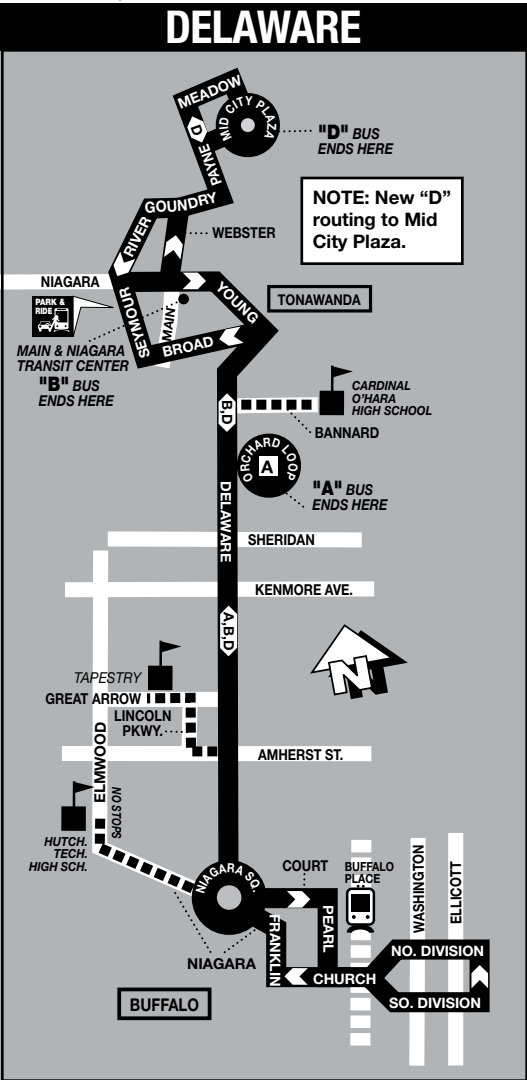 DELAWARE
MEADOW
MID CITY PLAZA
D
PAYNE
"D" BUS
ENDS HERE
NOTE: New “D”
routing to Mid
City Plaza.
GOUNDRY
RIVER
WEBSTER
NIAGARA
PARK &
RIDE
SEYMOUR
MAIN
YOUNG
TONAWANDA
BROAD
MAIN & NIAGARA
TRANSIT CENTER
"B" BUS
ENDS HERE
B,D
CARDINAL
O'HARA
HIGH SCHOOL
BANNARD
ORCHARD LOOP
A
"A" BUS
ENDS HERE
DELAWARE
SHERIDAN
KENMORE AVE.
A,B,D
N
TAPESTRY
GREAT ARROW
LINCOLN
PKWY.
ELMWOOD
AMHERST ST.
NO STOPS
HUTCH.
TECH.
HIGH SCH.
NIAGARA SQ.
COURT
BUFFALO
PLACE
WASHINGTON
ELLICOTT
PEARL
FRANKLIN
NIAGARA
CHURCH
NO. DIVISION
SO. DIVISION
BUFFALO